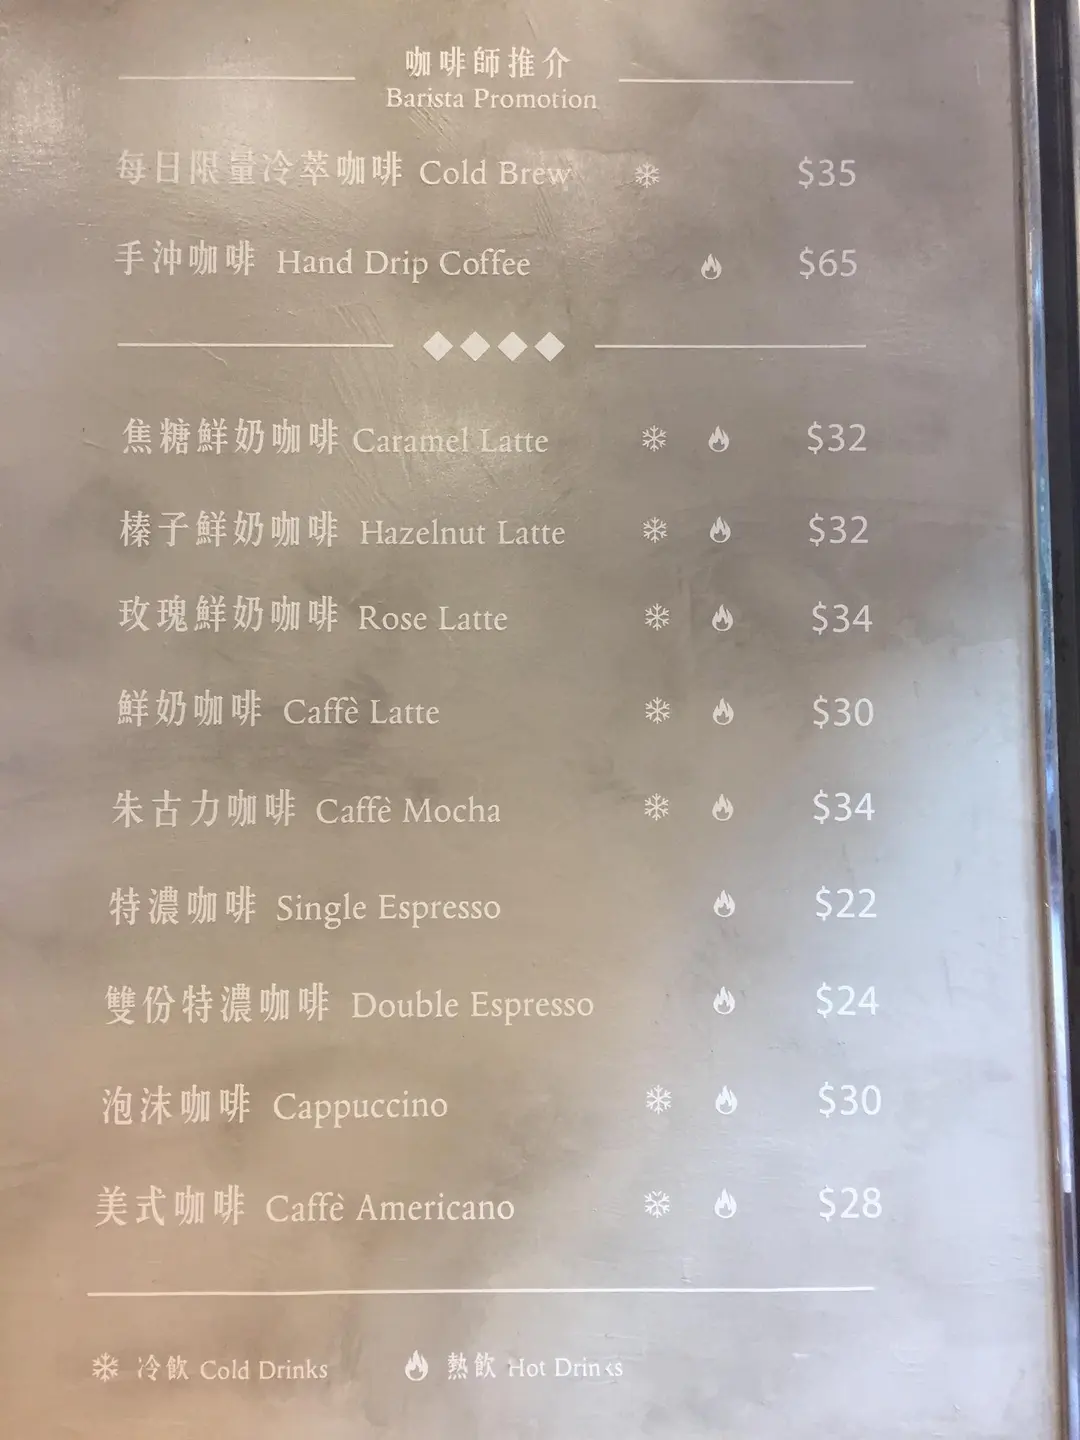 咖啡師推介
Barista Promotion
每日限量冷萃咖啡 Cold Brew $35
手沖咖啡 Hand Drip Coffee $65
焦糖鮮奶咖啡 Caramel Latte $32
榛子鮮奶咖啡 Hazelnut Latte $32
玫瑰鮮奶咖啡 Rose Latte $34
鮮奶咖啡 Caffè Latte $30
朱古力咖啡 Caffè Mocha $34
特濃咖啡 Single Espresso $22
雙份特濃咖啡 Double Espresso $24
泡沫咖啡 Cappuccino $30
美式咖啡 Caffè Americano $28
冷飲 Cold Drinks 熱飲 Hot Drinks